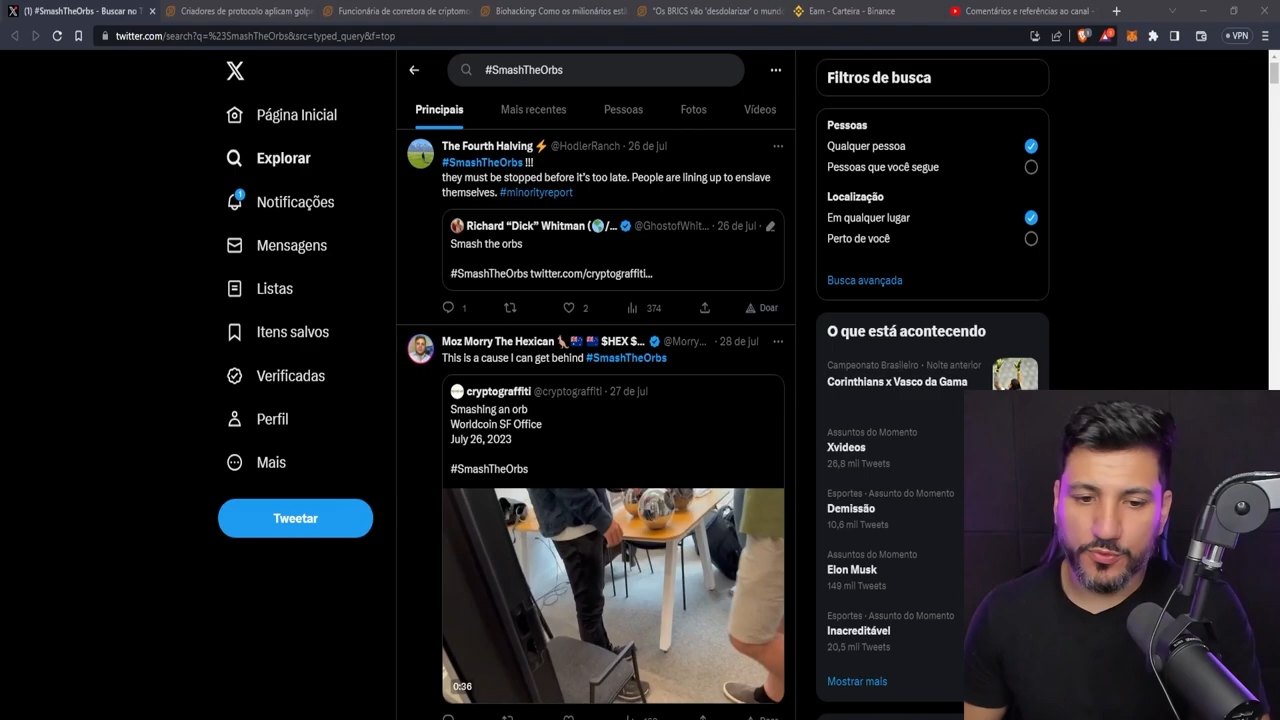 (1) #SmashTheOrbs - Buscar no T
Criadores de protocolo aplicam golpe
Funcionária de corretora de criptomo
Biohacking: Como os milionários estã
"Os BRICS vão 'desdolarizar' o mundo
Earn - Carteira - Binance
Comentários e referências ao canal –
twitter.com/search?q=%23SmashTheOrbs&src=typed_query&f=top
VPN
#SmashTheOrbs
Principais
Mais recentes
Pessoas
Fotos
Vídeos
Página Inicial
Explorar
1
Notificações
Mensagens
Listas
Itens salvos
Verificadas
Perfil
Mais
Tweetar
The Fourth Halving ⚡ @HodlerRanch · 26 de jul
#SmashTheOrbs !!!
they must be stopped before it's too late. People are lining up to enslave
themselves. #minorityreport
Richard "Dick" Whitman (🌎/... @GhostofWhit... · 26 de jul ·
Smash the orbs
#SmashTheOrbs twitter.com/cryptograffiti...
1
2
374
Doar
Moz Morry The Hexican 🦘🇦🇺 🇦🇺 $HEX $... @Morry... · 28 de jul
This is a cause I can get behind #SmashTheOrbs
cryptograffiti @cryptograffiti · 27 de jul
Smashing an orb
Worldcoin SF Office
July 26, 2023
#SmashTheOrbs
0:36
Filtros de busca
Pessoas
Qualquer pessoa
Pessoas que você segue
Localização
Em qualquer lugar
Perto de você
Busca avançada
O que está acontecendo
Campeonato Brasileiro · Noite anterior
Corinthians x Vasco da Gama
Assuntos do Momento
Xvideos
26,8 mil Tweets
Esportes · Assunto do Momento
Demissão
10,6 mil Tweets
Assuntos do Momento
Elon Musk
149 mil Tweets
Esportes · Assunto do Momento
Inacreditável
20,5 mil Tweets
Mostrar mais